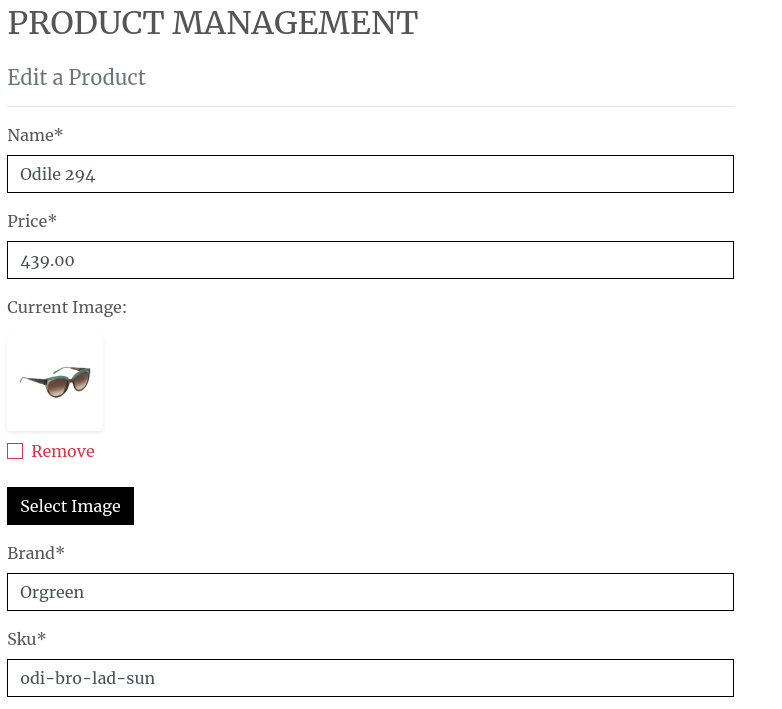 PRODUCT MANAGEMENT
Edit a Product
Name*
Odile 294
Price*
439.00
Current Image:
Remove
Select Image
Brand*
Orgreen
Sku*
odi-bro-lad-sun